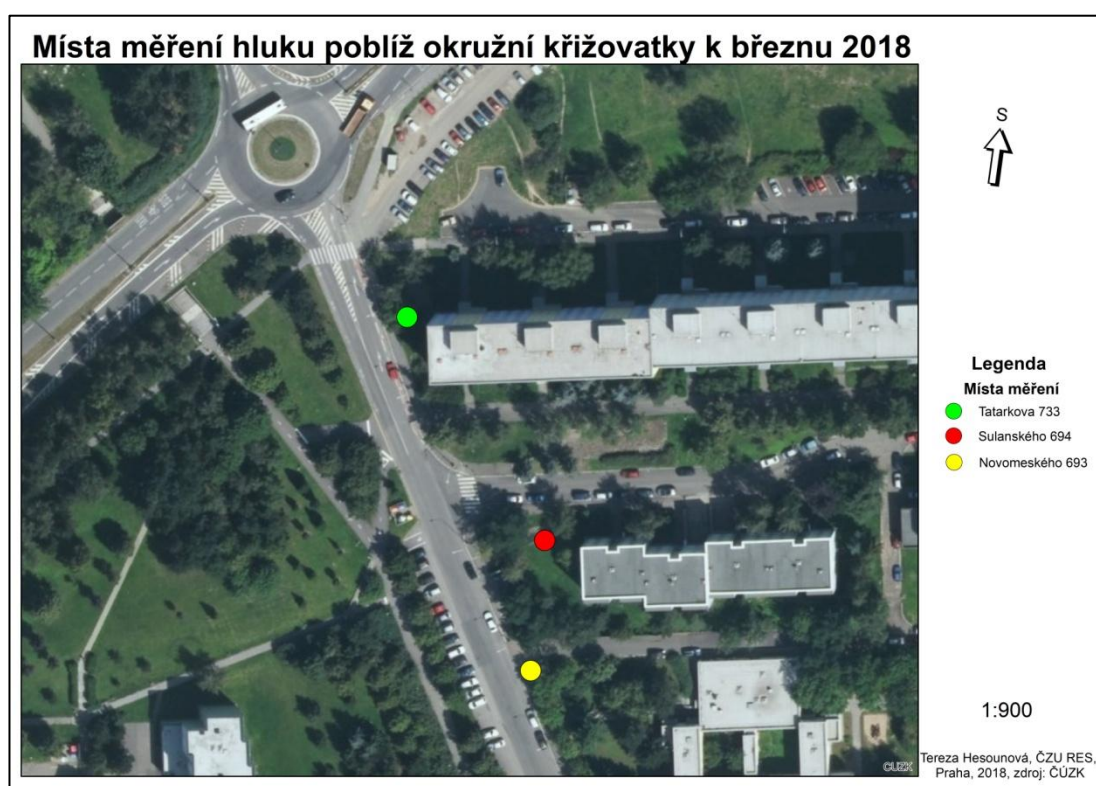 Místa měření hluku poblíž okružní křižovatky k březnu 2018
S
Legenda
Místa měření
Tatarkova 733
Sulanského 694
Novomeského 693
1:900
Tereza Hesounová, ČZU RES,
Praha, 2018, zdroj: ČÚZK
ČÚZK